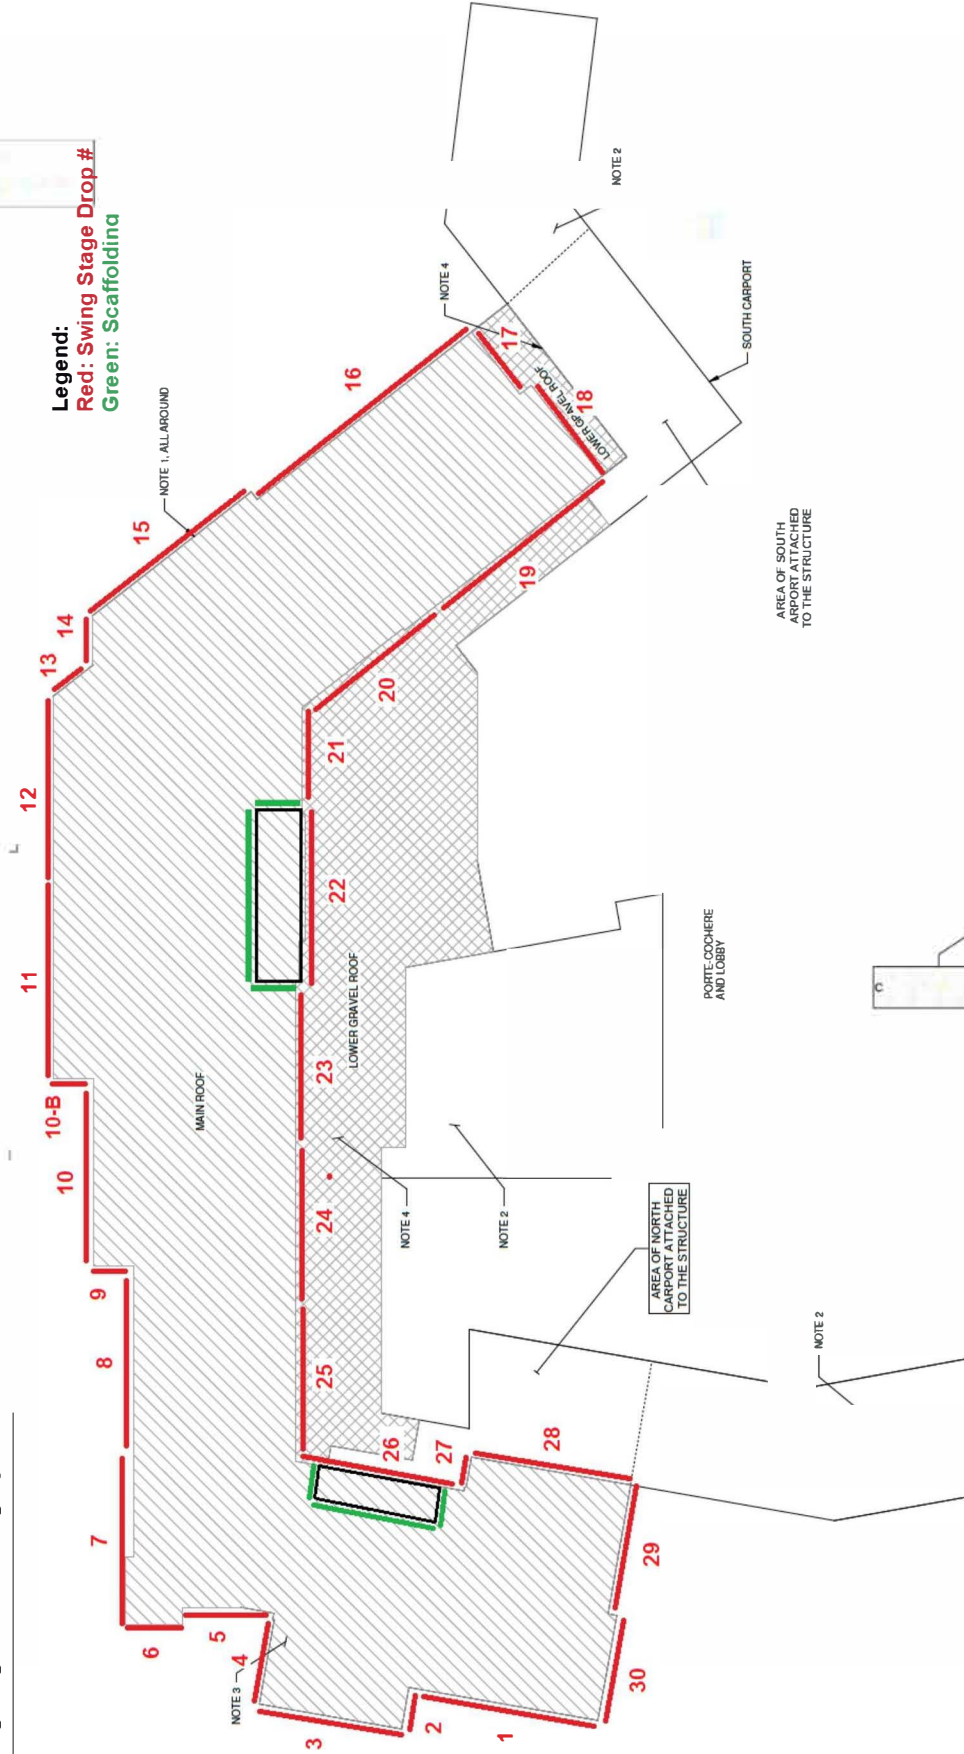 Legend:
Red: Swing Stage Drop #
Green: Scaffolding
NOTE 1, ALL AROUND
NOTE 2
NOTE 4
SOUTH CARPORT
AREA OF SOUTH
ARPORT ATTACHED
TO THE STRUCTURE
LOWER GRAVEL ROOF
MAIN ROOF
LOWER GRAVEL ROOF
PORTE-COCHERE
AND LOBBY
NOTE 4
NOTE 2
AREA OF NORTH
CARPORT ATTACHED
TO THE STRUCTURE
NOTE 2
NOTE 3
C
1
2
3
4
5
6
7
8
9
10
10-B
11
12
13
14
15
16
17
18
19
20
21
22
23
24
25
26
27
28
29
30